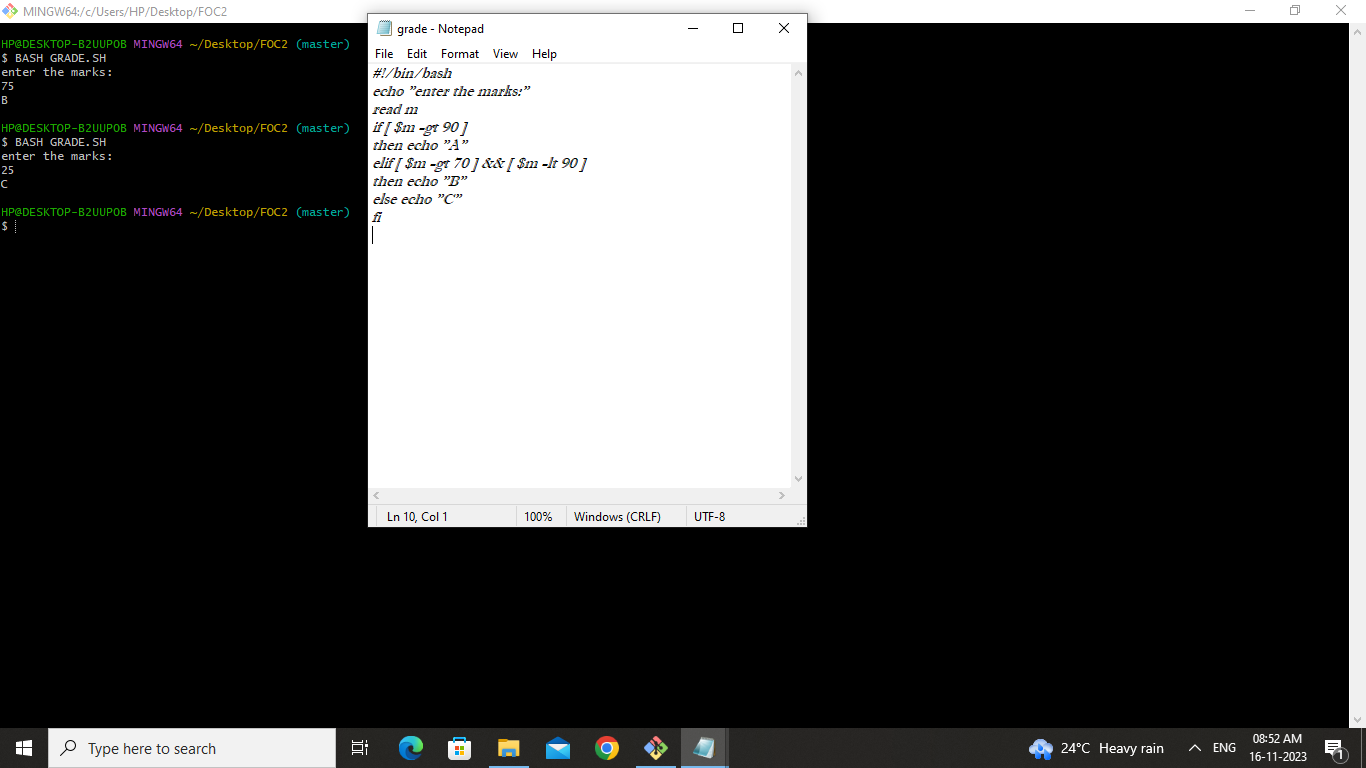 MINGW64:/c/Users/HP/Desktop/FOC2
HP@DESKTOP-B2UUPOB MINGW64 ~/Desktop/FOC2 (master)
$ BASH GRADE.SH
enter the marks:
75
B
HP@DESKTOP-B2UUPOB MINGW64 ~/Desktop/FOC2 (master)
$ BASH GRADE.SH
enter the marks:
25
C
HP@DESKTOP-B2UUPOB MINGW64 ~/Desktop/FOC2 (master)
$
grade - Notepad
File Edit Format View Help
#!/bin/bash
echo "enter the marks:"
read m
if [ $m -gt 90 ]
then echo "A"
elif [ $m -gt 70 ] && [ $m -lt 90 ]
then echo "B"
else echo "C"
fi
Ln 10, Col 1 100% Windows (CRLF) UTF-8
Type here to search
24°C Heavy rain
ENG
08:52 AM
16-11-2023
1